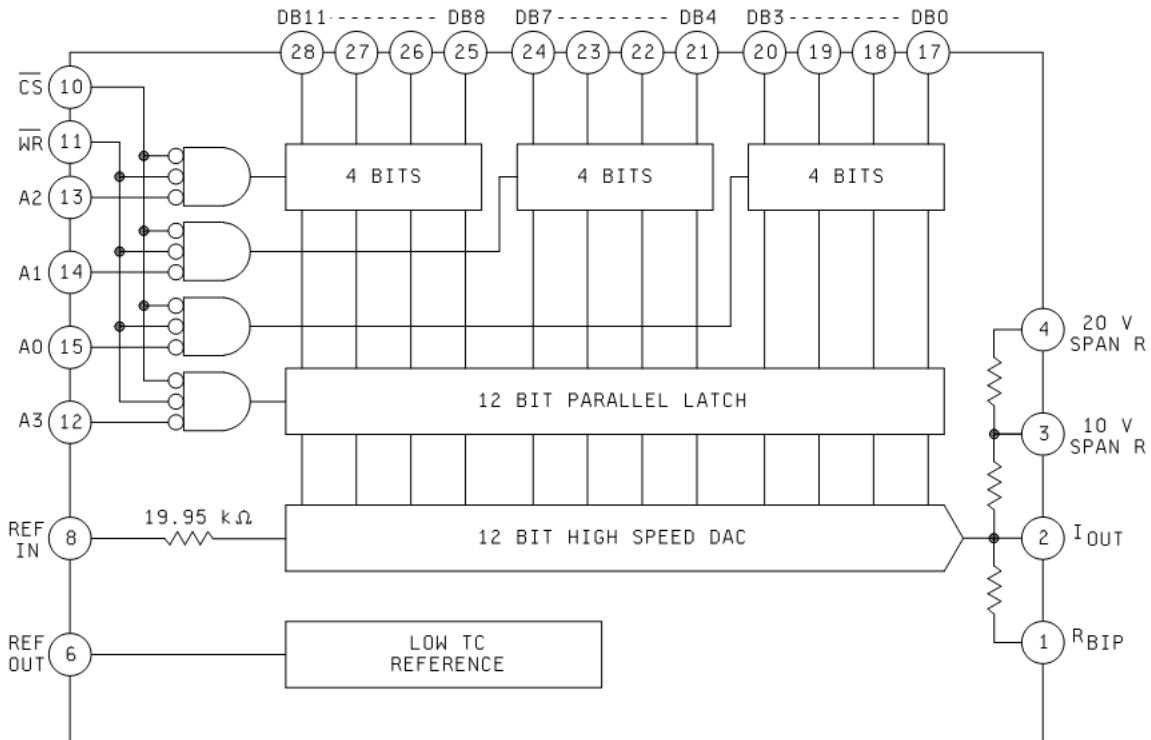 DB11 --------- DB8 DB7 --------- DB4 DB3 --------- DB0
28 27 26 25 24 23 22 21 20 19 18 17
CS 10
WR 11
4 BITS 4 BITS 4 BITS
A2 13
A1 14
4 20 V
SPAN R
A0 15
12 BIT PARALLEL LATCH
A3 12
3 10 V
SPAN R
19.95 kΩ
REF
IN 8
12 BIT HIGH SPEED DAC
2 IOUT
REF
OUT 6
LOW TC
REFERENCE
1 RBIP